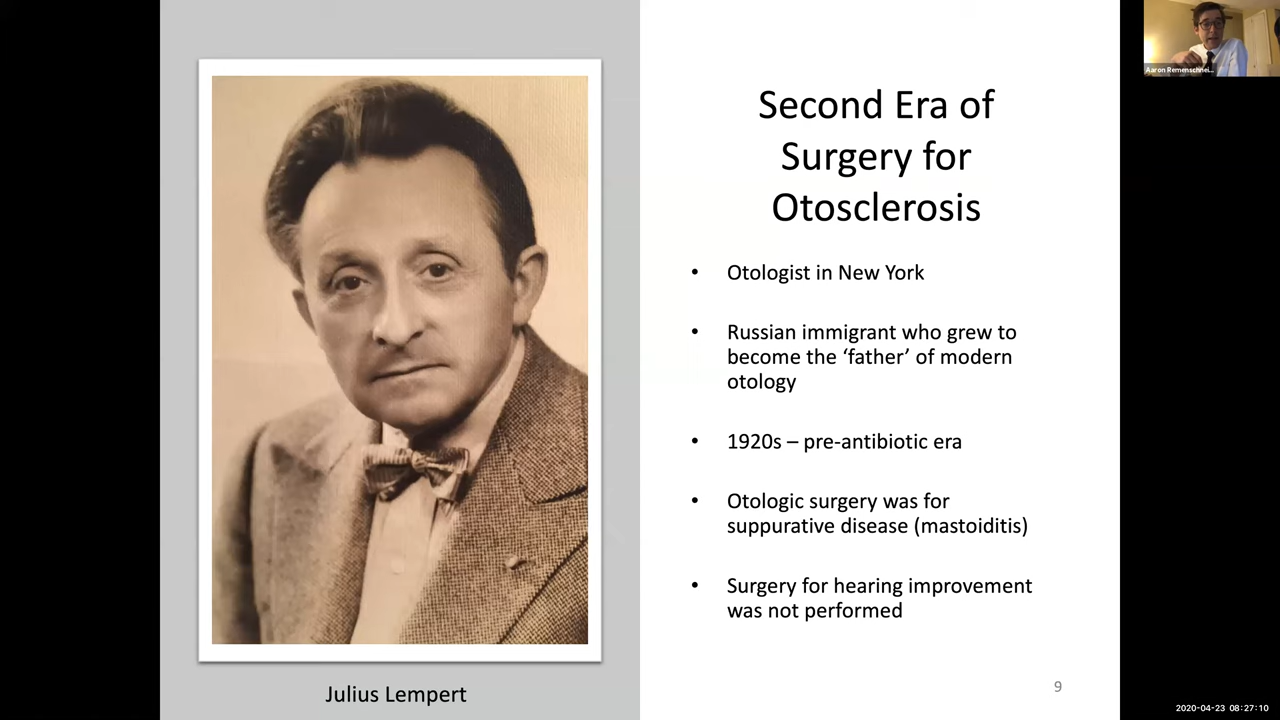 Aaron Remenschnei...
Second Era of
Surgery for
Otosclerosis
• Otologist in New York
• Russian immigrant who grew to
become the ‘father’ of modern
otology
• 1920s – pre-antibiotic era
• Otologic surgery was for
suppurative disease (mastoiditis)
• Surgery for hearing improvement
was not performed
Julius Lempert
9
2020-04-23 08:27:10